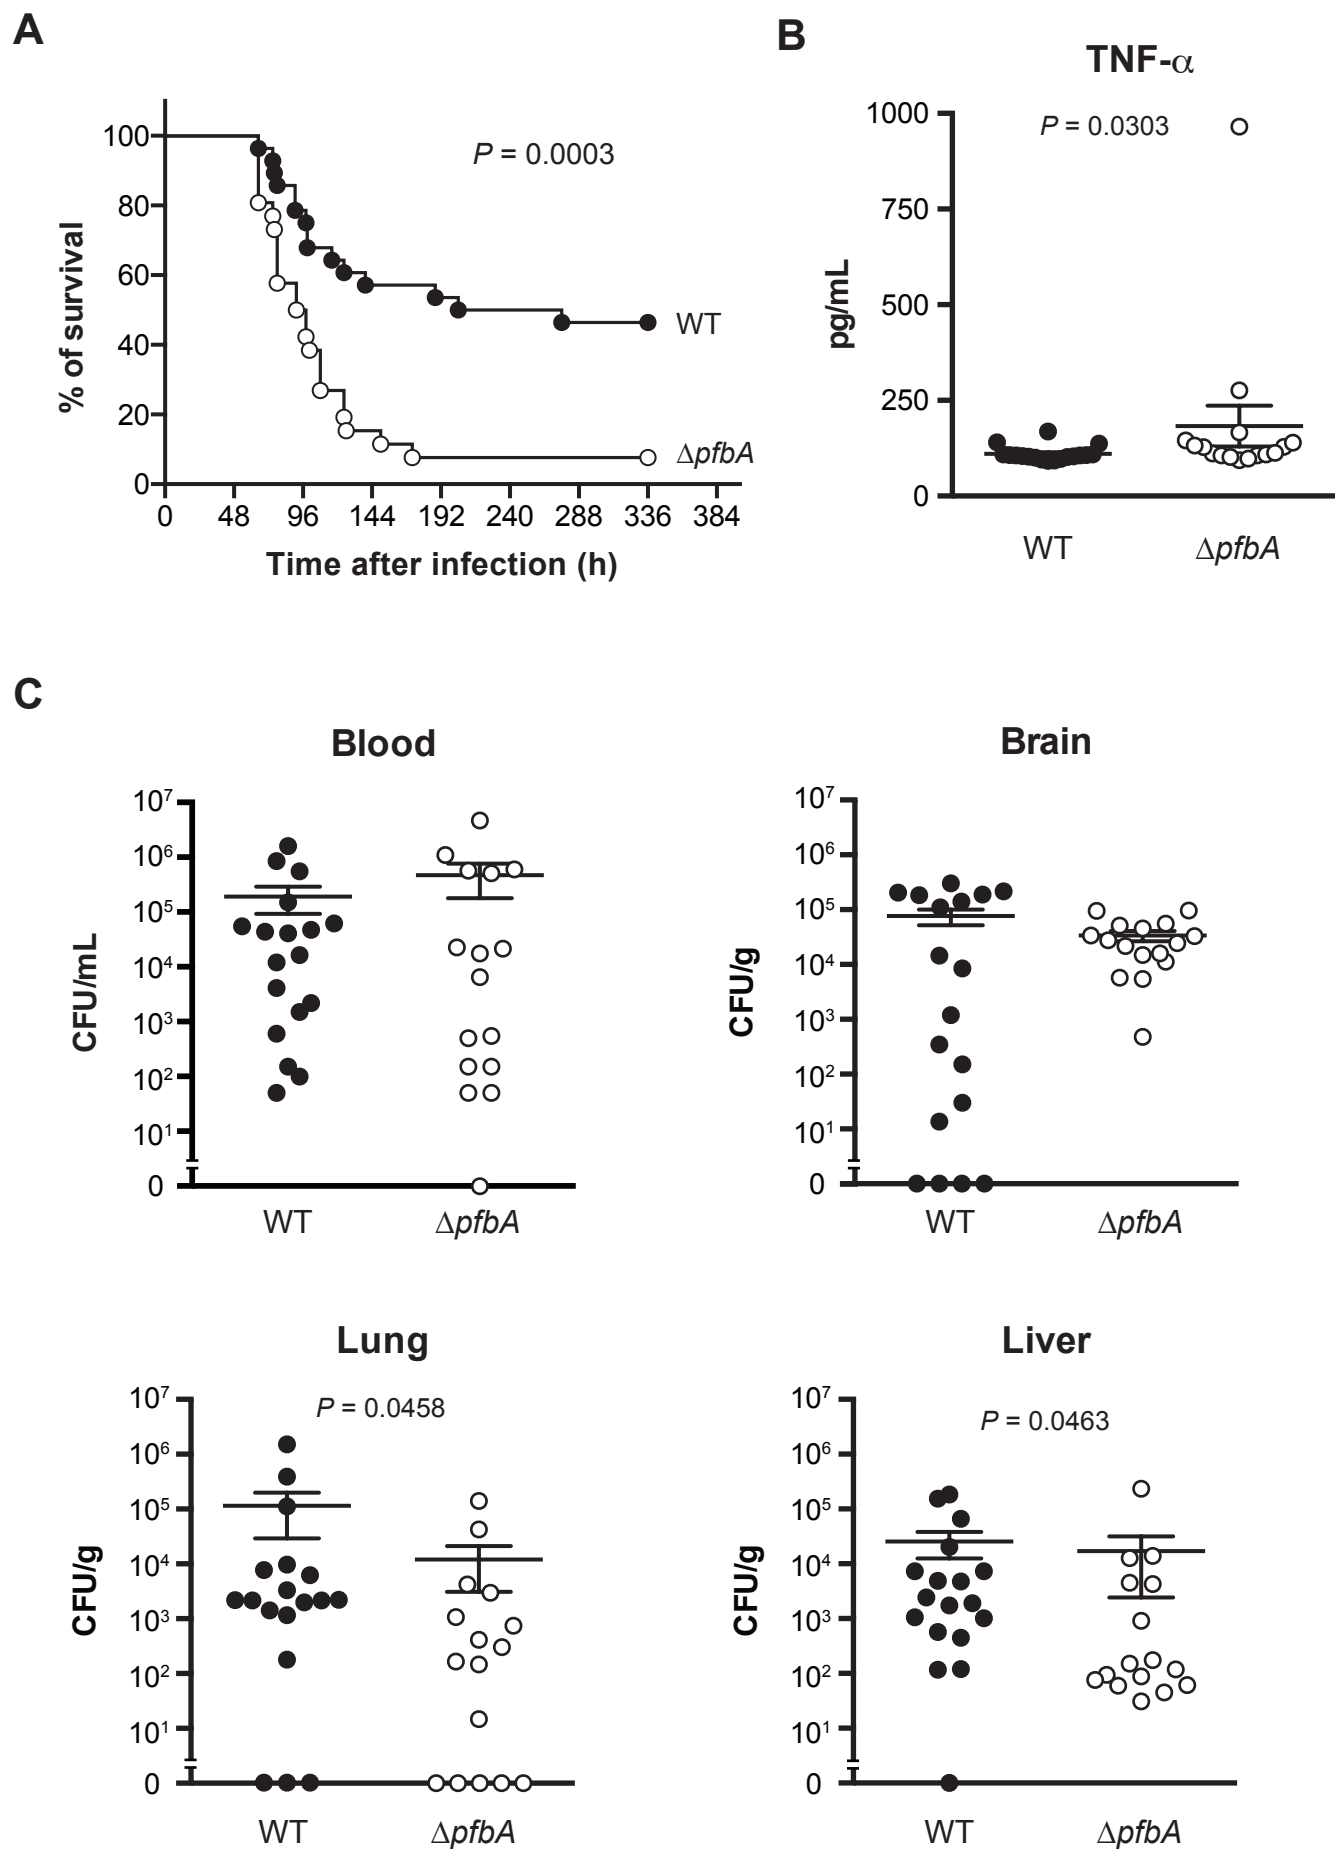 A
100
80
60
40
20
0
% of survival
P = 0.0003
WT
ΔpfbA
0 48 96 144 192 240 288 336 384
Time after infection (h)
B
TNF-α
P = 0.0303
1000
750
500
250
0
pg/mL
WT ΔpfbA
C
Blood
10⁷
10⁶
10⁵
10⁴
10³
10²
10¹
0
CFU/mL
WT ΔpfbA
Brain
10⁷
10⁶
10⁵
10⁴
10³
10²
10¹
0
CFU/g
WT ΔpfbA
Lung
P = 0.0458
10⁷
10⁶
10⁵
10⁴
10³
10²
10¹
0
CFU/g
WT ΔpfbA
Liver
P = 0.0463
10⁷
10⁶
10⁵
10⁴
10³
10²
10¹
0
CFU/g
WT ΔpfbA